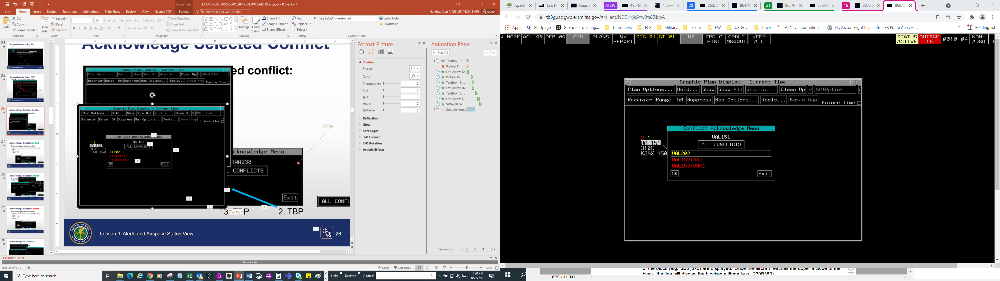 Picture Tools
ERAM_Stg3c_PRS09_OTO_20-12-08_RW_EAE410_ah.pptx - PowerPoint
File Home Insert Design Transitions Animations Slide Show Review View Nuance PDF Format Tell me what you want to do...
Huntley, Alan P. [US-US](NON-EMP) Share
Paste
Cut
Copy
Format Painter
Clipboard
New Slide
Layout
Reset
Section
Slides
40
Font
Text Direction
Align Text
Convert to SmartArt
Paragraph
Arrange
Quick Styles
Shape Fill
Shape Outline
Shape Effects
Drawing
Find
Replace
Select
Editing
Primary Label Unrestricted
Label Help
Favorites
Classifier Label
24
Show All Alerts Using ACL
25
Show All Alerts Using GPD
26
Acknowledge Selected Conflict
27
Acknowledge Selected Conflict
28
Acknowledge Selected Conflict
29
Acknowledge Selected Conflict
30
Acknowledge All Conflicts
Acknowledge Selected Conflict
ed conflict:
Graphic Plan Display - Current Time
Plan Options... Hold... Show Show All Graphic... Clean Up AM+Uplink
Recenter Range 50 Suppress Map Options... Tools... Saved Map Future Time
Graphic Plan Display - Current Time
Plan Options... Hold... Show Show All Graphic... Clean Up AM+Uplink
Recenter Range 50 Suppress Map Options... Tools... Saved Map Future Time
Conflict Acknowledge Menu
UAL151
ALL CONFLICTS
2 1
UAL151
310C
KJAX 450
UAL202
UAL152(38)
UAL153(UNK)
OK Exit
cknowledge Menu
SWA238
CONFLICTS
Exit
ALL CONFL
3. TBP
(Ctrl)
2. TBP
Lesson 9: Alerts and Airspace Status View
26
FEDERAL AVIATION ADMINISTRATION
Format Picture
Shadow
Presets
Color
Transparency
Size
Blur
Angle
Distance
Reflection
Glow
Soft Edges
3-D Format
3-D Rotation
Artistic Effects
Animation Pane
Play All
1 TextBox 13: ...
Picture 11
Left Arrow 12
Picture 15
TextBox 18: ...
Left Arrow 16
TextBox 10: ...
Left Arrow 17
SWA238 GP...
2 Straight Arro...
Seconds 0 2 4 6
Classifier Label
Unrestricted
Slide 26 of 0 .. 77
Notes Comments 120%
Type here to search
Links Desktop Address
1:30 PM
8/23/2021
Apache Lab M Guac ATSW 495/S 455/M 20 863/D 864/R 21 865/R 866/D 16 867/R 868/D
tb3guac.gwp.eram.faa.gov/#/client/NDE1NjkAYwBteXNxbA==
Apps Startpage Gibiru – Protecting... Timesheets ECS Military Leidos FAA US Govt Travel AirNav: Information... SkyVector: Flight Pl... IFR Route Analyzer... » Reading list
MORE ACL 09 DEP 00 GPD PLANS WX REPORT SIG 01 GI 01 UA CPDLC HIST CPDLC MSGOUT KEEP ALL
STATUS ACTIVE OUTAGE 16 0010 04 NON-ADSB
Graphic Plan Display - Current Time
Plan Options... Hold... Show Show All Graphic... Clean Up AM+Uplink
Recenter Range 50 Suppress Map Options... Tools... Saved Map Future Time
Conflict Acknowledge Menu
UAL151
ALL CONFLICTS
2 1
UAL151
310C
KJAX 450
UAL202
UAL152(38)
UAL153(UNK)
OK Exit
of the block (e.g., 230↑370) are displayed. Once the aircraft reaches the upper altitude of the
block, the line will display the blocked altitude (e.g., 230B350)
8.50 x 11.00 in